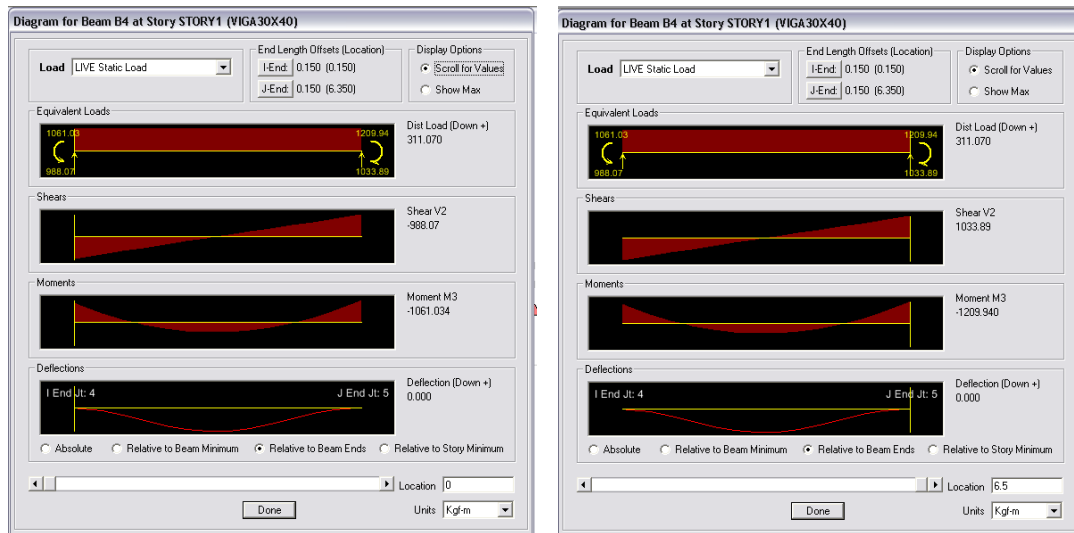 Diagram for Beam B4 at Story STORY1 (VIGA30X40)
Load LIVE Static Load
End Length Offsets (Location)
I-End: 0.150 (0.150)
J-End: 0.150 (6.350)
Display Options
Scroll for Values
Show Max
Equivalent Loads
1061.03 1209.94
988.07 1033.89
Dist Load (Down +)
311.070
Shears
Shear V2
-988.07
Moments
Moment M3
-1061.034
Deflections
I End Jt: 4 J End Jt: 5
Deflection (Down +)
0.000
Absolute Relative to Beam Minimum Relative to Beam Ends Relative to Story Minimum
Location 0
Done Units Kgf-m
Diagram for Beam B4 at Story STORY1 (VIGA30X40)
Load LIVE Static Load
End Length Offsets (Location)
I-End: 0.150 (0.150)
J-End: 0.150 (6.350)
Display Options
Scroll for Values
Show Max
Equivalent Loads
1061.03 1209.94
988.07 1033.89
Dist Load (Down +)
311.070
Shears
Shear V2
1033.89
Moments
Moment M3
-1209.940
Deflections
I End Jt: 4 J End Jt: 5
Deflection (Down +)
0.000
Absolute Relative to Beam Minimum Relative to Beam Ends Relative to Story Minimum
Location 6.5
Done Units Kgf-m